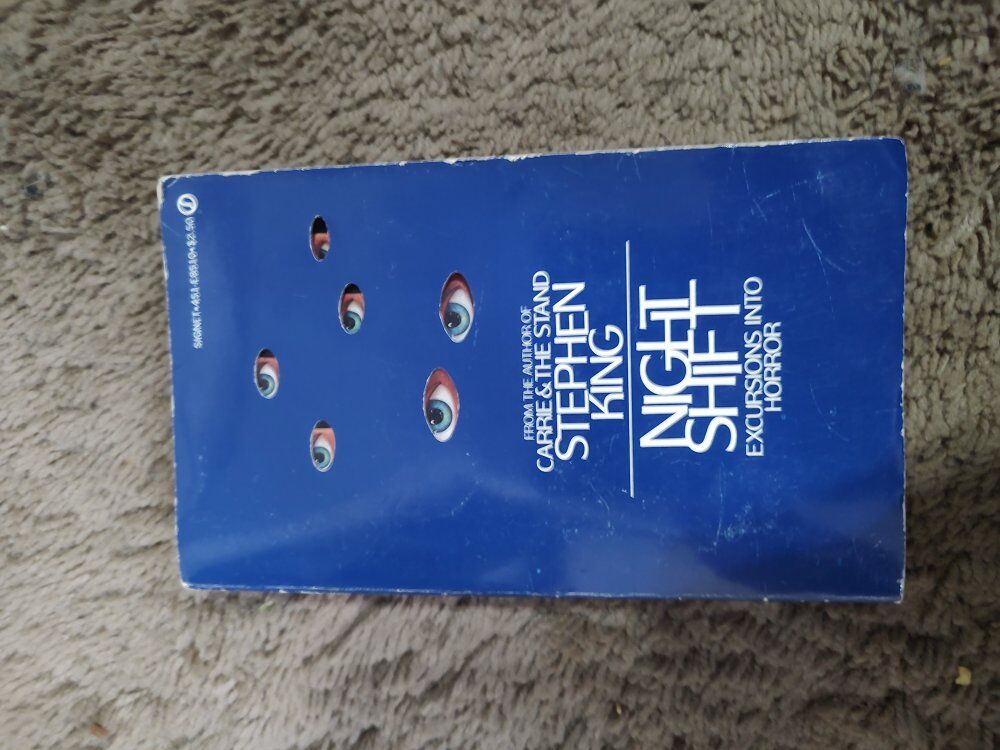 SIGNET • 451-E8510 • $2.50
FROM THE AUTHOR OF
CARRIE & THE STAND
STEPHEN
KING
NIGHT
SHIFT
EXCURSIONS INTO
HORROR